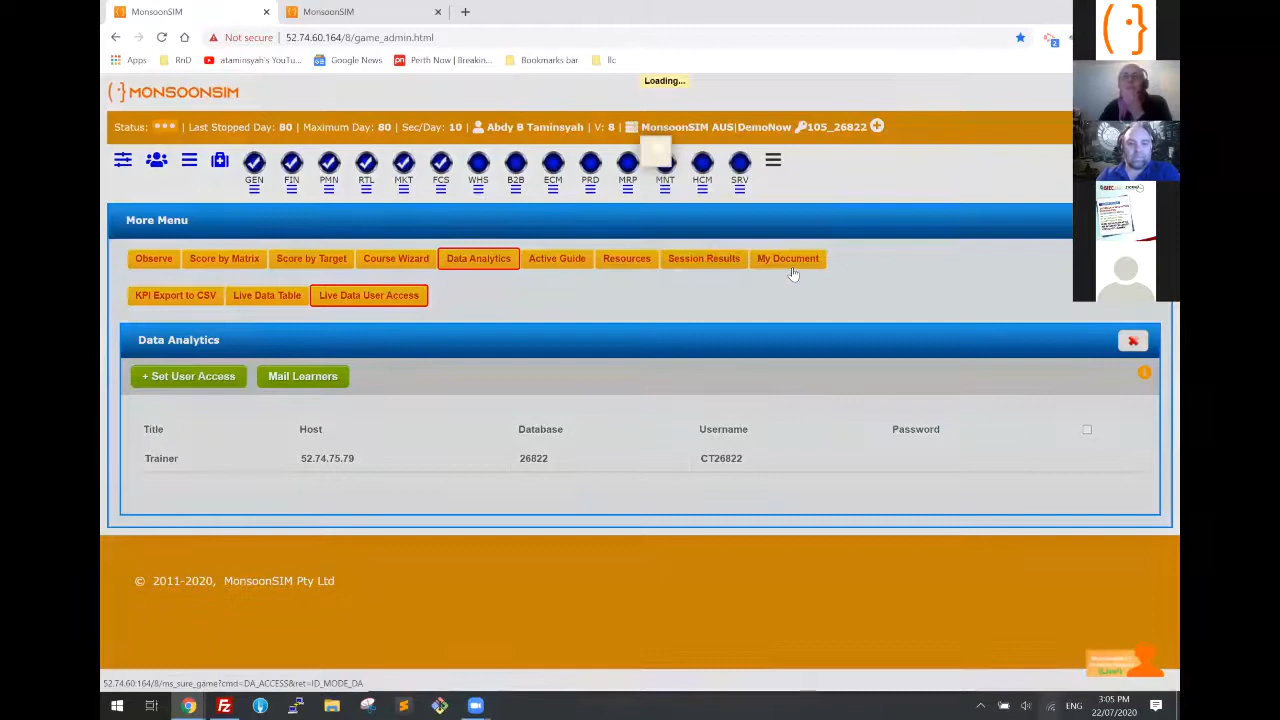 MonsoonSIM
MonsoonSIM
Not secure | 52.74.60.164/8/game_admin.html
Apps RnD ataminsyah's YouT... Google News Perth Now | Breakin... Bookmarks bar llc
Loading...
MONSOONSIM
Status: | Last Stopped Day: 80 | Maximum Day: 80 | Sec/Day: 10 | Abdy B Taminsyah | V: 8 | MonsoonSIM AUS|DemoNow 105_26822
GEN FIN PMN RTL MKT FCS WHS B2B ECM PRD MRP MNT HCM SRV
More Menu
Observe Score by Matrix Score by Target Course Wizard Data Analytics Active Guide Resources Session Results My Document
KPI Export to CSV Live Data Table Live Data User Access
Data Analytics
+ Set User Access Mail Learners
Title Host Database Username Password
Trainer 52.74.75.79 26822 CT26822
© 2011-2020, MonsoonSIM Pty Ltd
52.74.60.164/8/ms_sure_game?cmd=DA_ACCESS&ret=ID_MODE_DA
ENG
3:05 PM
22/07/2020